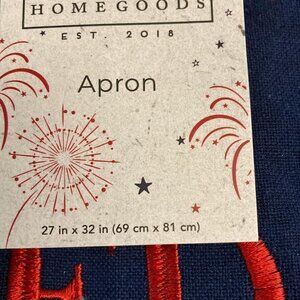 HOMEGOODS
EST. 2018
Apron
27 in x 32 in (69 cm x 81 cm)